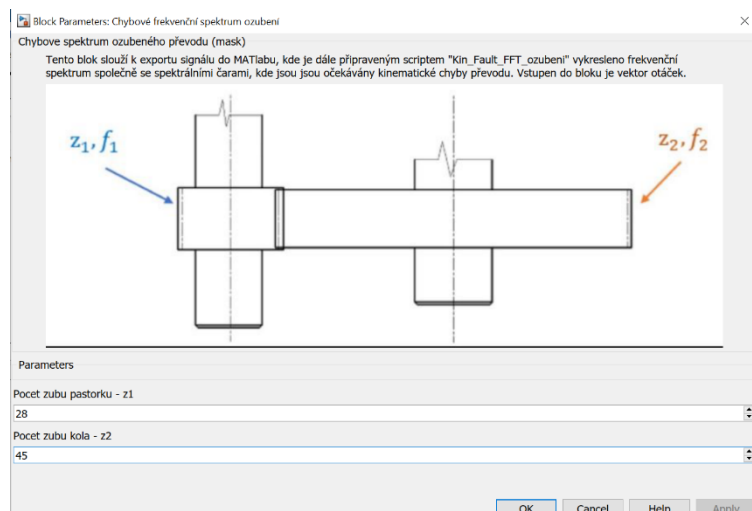 Block Parameters: Chybové frekvenční spektrum ozubení
Chybove spektrum ozubeného převodu (mask)
Tento blok slouží k exportu signálu do MATlabu, kde je dále připraveným scriptem "Kin_Fault_FFT_ozubeni" vykresleno frekvenční
spektrum společně se spektrálními čarami, kde jsou jsou očekávány kinematické chyby převodu. Vstupen do bloku je vektor otáček.
z₁, f₁
z₂, f₂
Parameters
Pocet zubu pastorku - z1
28
Pocet zubu kola - z2
45
OK Cancel Help Apply